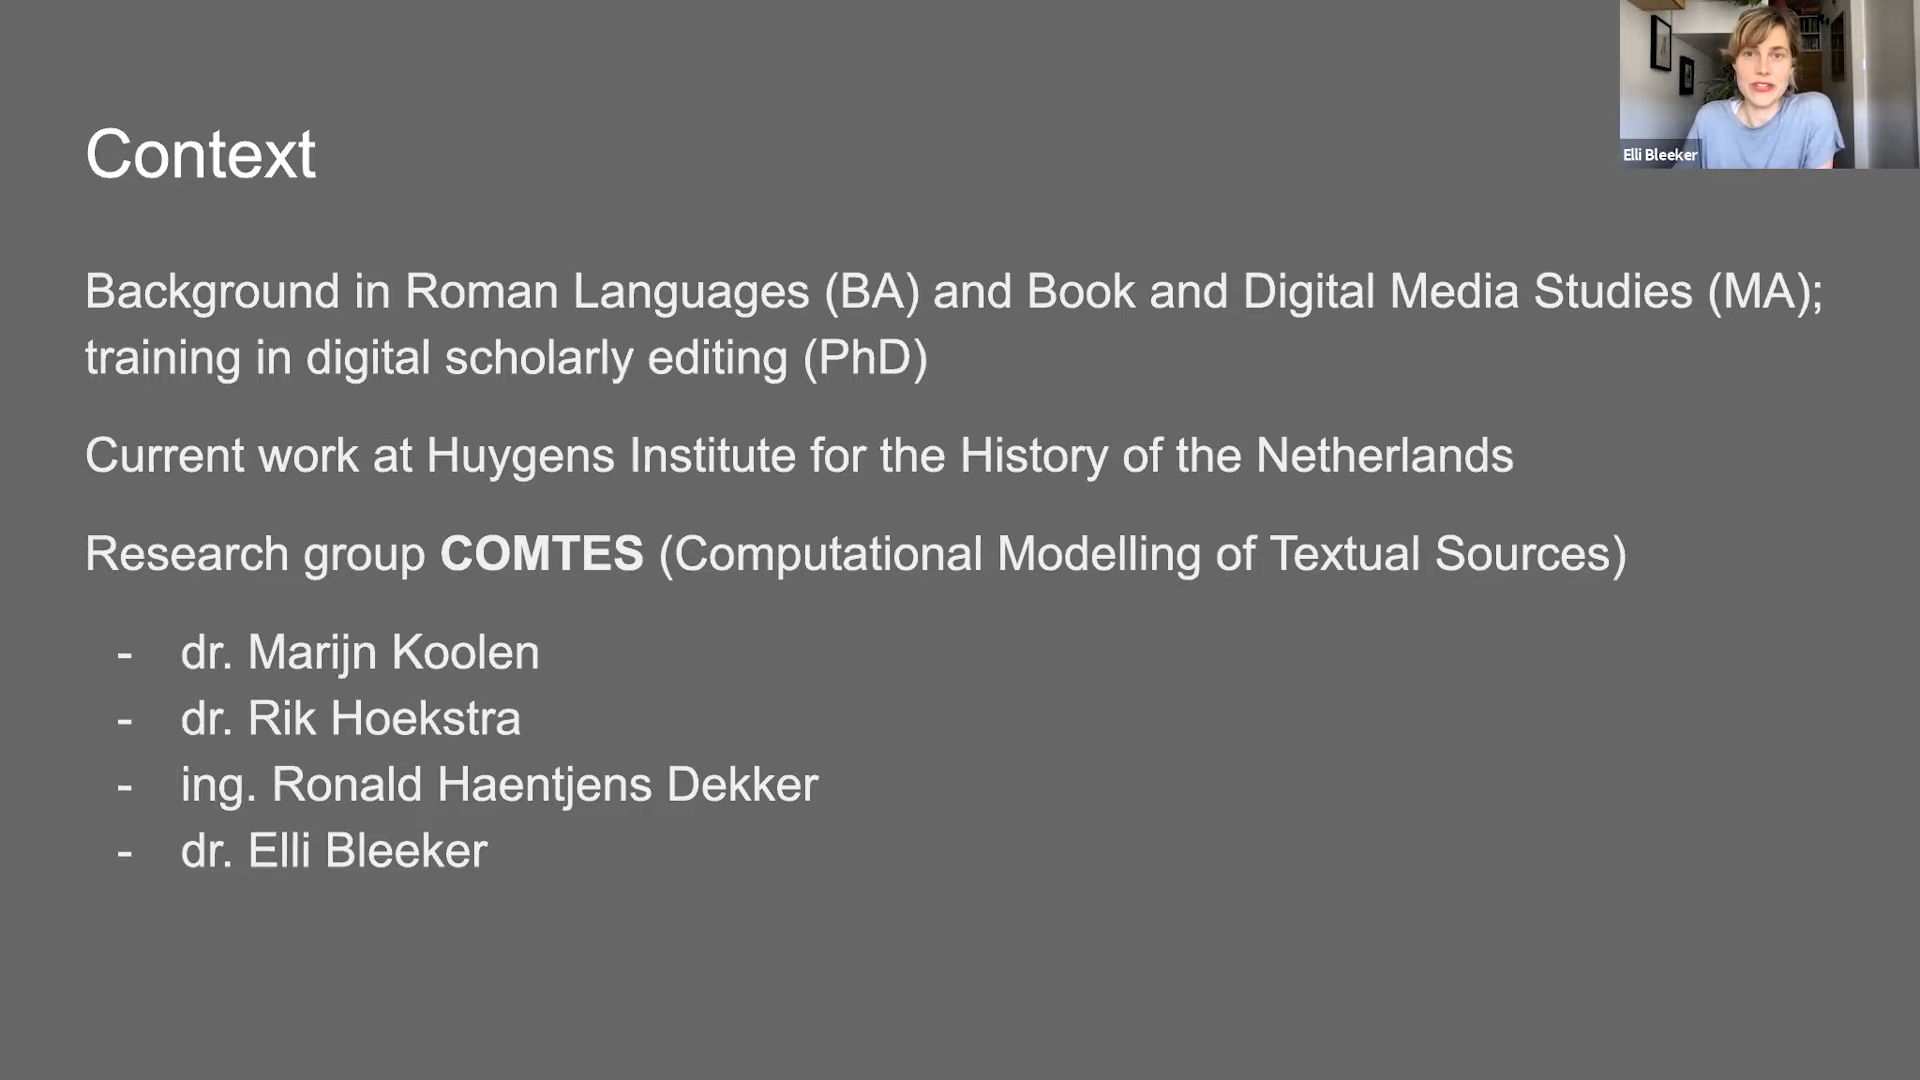 Context
Elli Bleeker
Background in Roman Languages (BA) and Book and Digital Media Studies (MA);
training in digital scholarly editing (PhD)
Current work at Huygens Institute for the History of the Netherlands
Research group COMTES (Computational Modelling of Textual Sources)
- dr. Marijn Koolen
- dr. Rik Hoekstra
- ing. Ronald Haentjens Dekker
- dr. Elli Bleeker